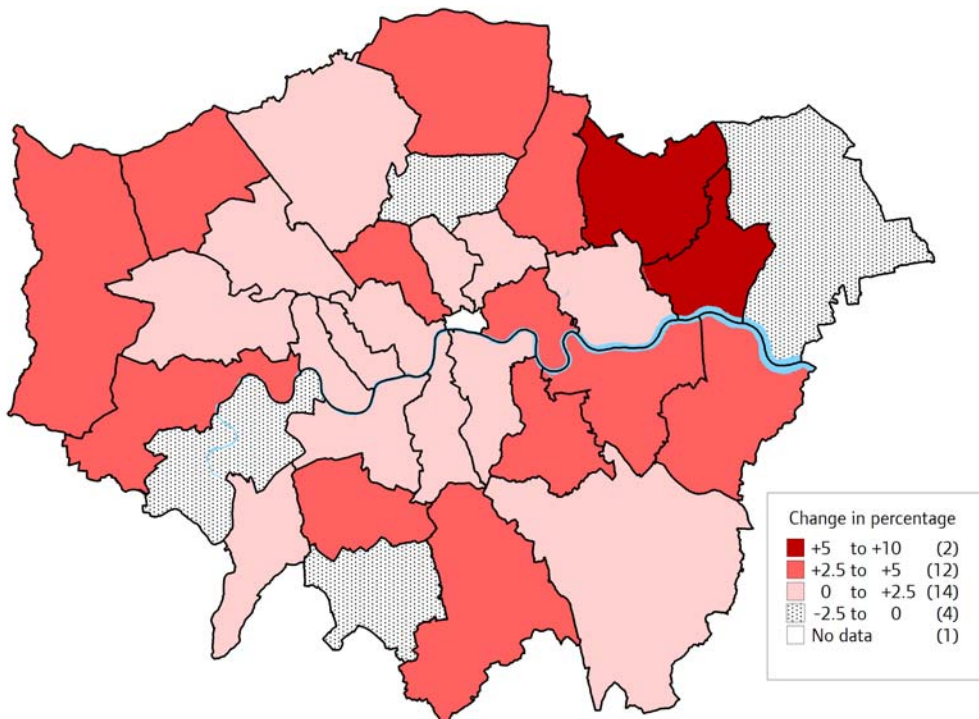 Change in percentage
+5 to +10 (2)
+2.5 to +5 (12)
0 to +2.5 (14)
-2.5 to 0 (4)
No data (1)